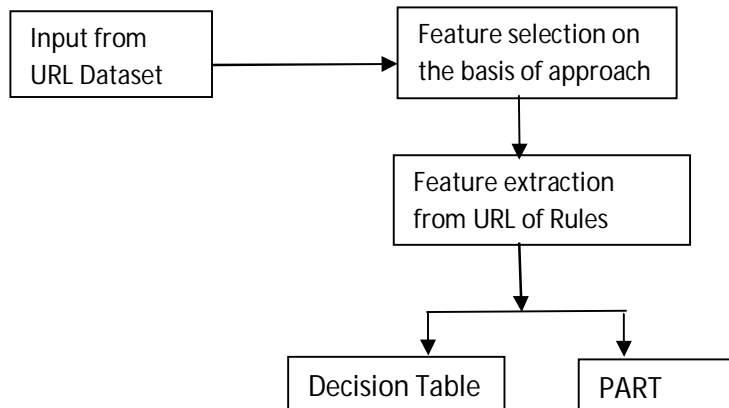 Input from
URL Dataset
Feature selection on
the basis of approach
Feature extraction
from URL of Rules
Decision Table
PART